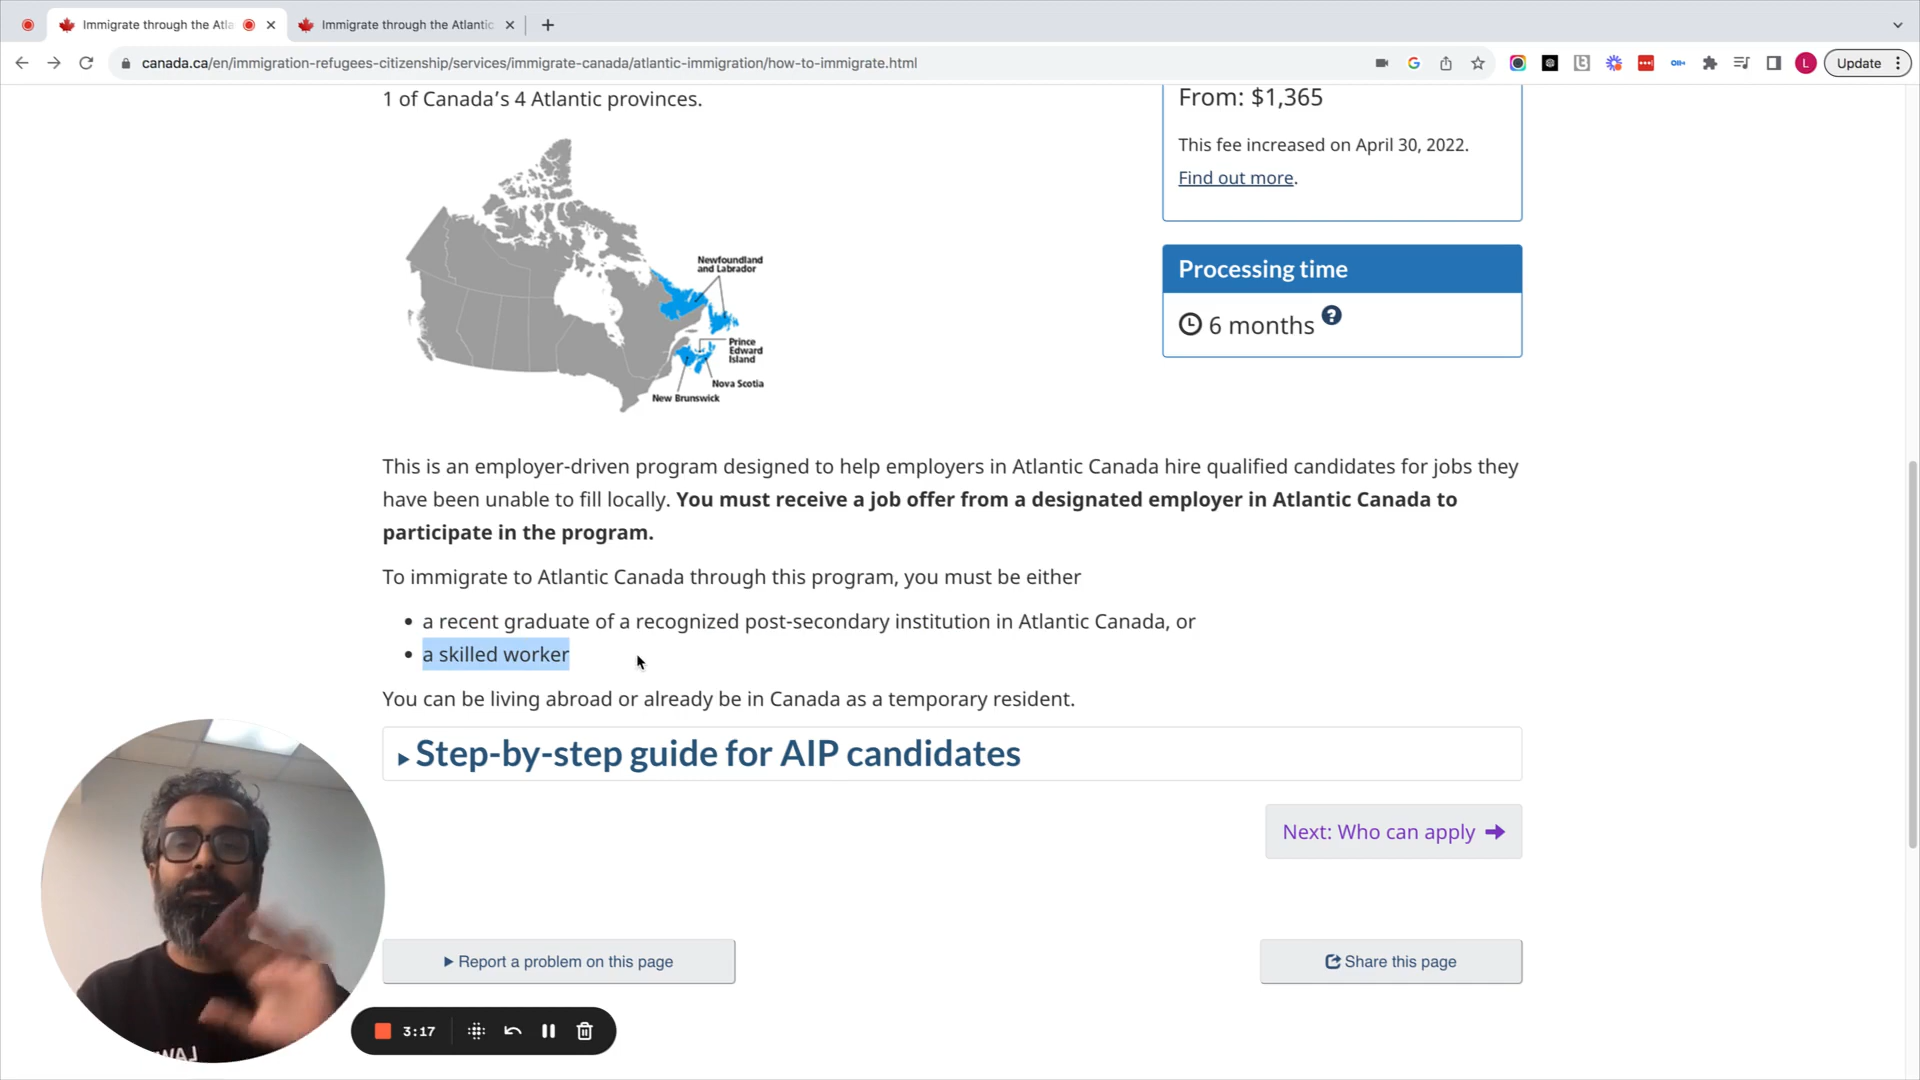 Immigrate through the Atla
Immigrate through the Atlantic
canada.ca/en/immigration-refugees-citizenship/services/immigrate-canada/atlantic-immigration/how-to-immigrate.html
L
Update
1 of Canada’s 4 Atlantic provinces.
From: $1,365
This fee increased on April 30, 2022.
Find out more.
Newfoundland
and Labrador
Prince
Edward
Island
Nova Scotia
New Brunswick
Processing time
6 months ?
This is an employer-driven program designed to help employers in Atlantic Canada hire qualified candidates for jobs they
have been unable to fill locally. You must receive a job offer from a designated employer in Atlantic Canada to
participate in the program.
To immigrate to Atlantic Canada through this program, you must be either
• a recent graduate of a recognized post-secondary institution in Atlantic Canada, or
• a skilled worker
You can be living abroad or already be in Canada as a temporary resident.
Step-by-step guide for AIP candidates
Next: Who can apply
Report a problem on this page
Share this page
3:17